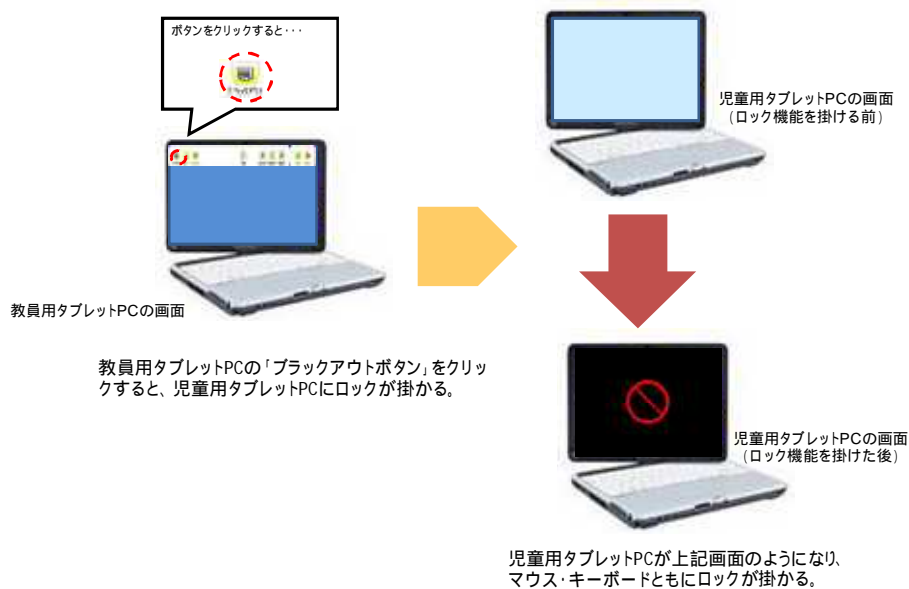 ボタンをクリックすると・・・
教員用タブレットPCの画面
教員用タブレットPCの「ブラックアウトボタン」をクリッ
クすると、児童用タブレットPCにロックが掛かる。
児童用タブレットPCの画面
(ロック機能を掛ける前)
児童用タブレットPCの画面
(ロック機能を掛けた後)
児童用タブレットPCが上記画面のようになり、
マウス・キーボードともにロックが掛かる。